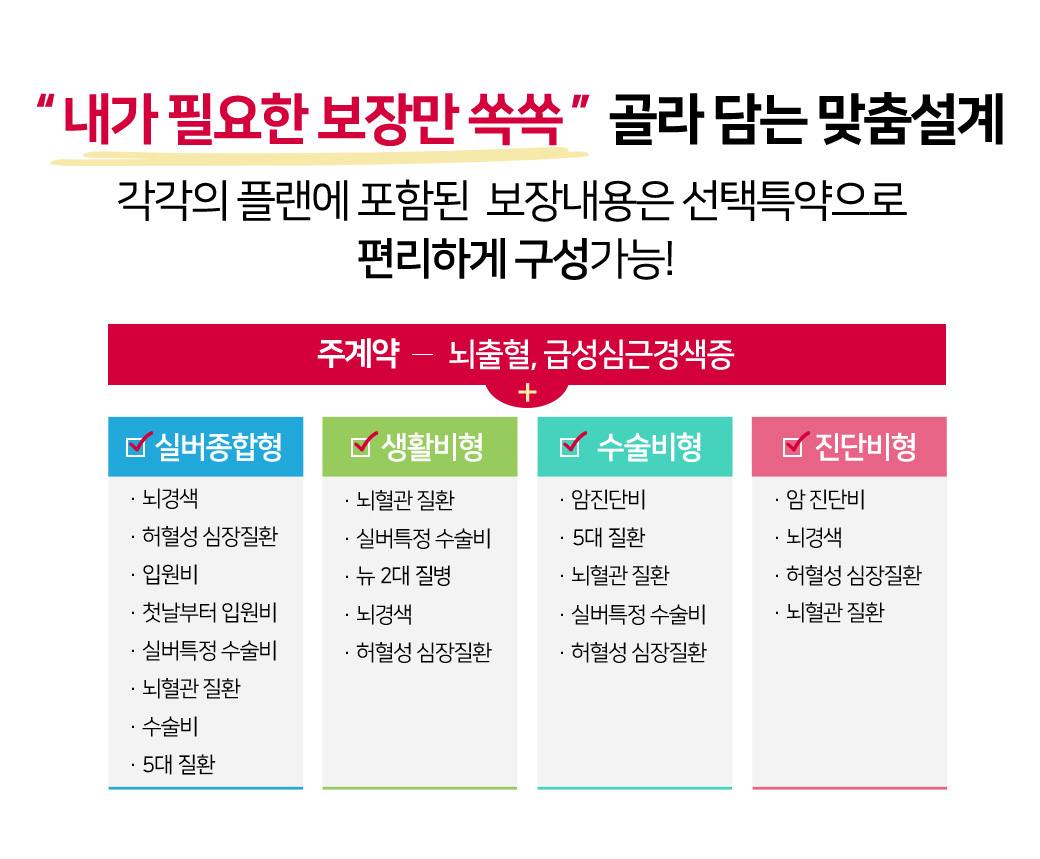 “ 내가 필요한 보장만 쏙쏙 ” 골라 담는 맞춤설계
각각의 플랜에 포함된 보장내용은 선택특약으로
편리하게 구성가능!
주계약 — 뇌출혈, 급성심근경색증
+
실버종합형
· 뇌경색
· 허혈성 심장질환
· 입원비
· 첫날부터 입원비
· 실버특정 수술비
· 뇌혈관 질환
· 수술비
· 5대 질환
생활비형
· 뇌혈관 질환
· 실버특정 수술비
· 뉴 2대 질병
· 뇌경색
· 허혈성 심장질환
수술비형
· 암진단비
· 5대 질환
· 뇌혈관 질환
· 실버특정 수술비
· 허혈성 심장질환
진단비형
· 암 진단비
· 뇌경색
· 허혈성 심장질환
· 뇌혈관 질환